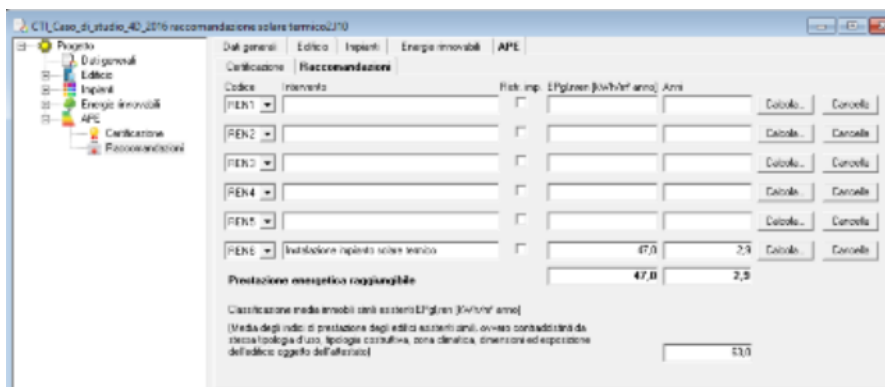 CTI_Caso_di_studio_4D_2016 raccomandazione solare termico2310
Progetto
Dati generali
Edificio
Impianti
Energie rinnovabili
APE
Certificazione
Raccomandazioni
Dati generali Edificio Impianti Energie rinnovabili APE
Certificazione Raccomandazioni
Codice Intervento Ristr. imp. EPgl,nren [kWh/m² anno] Anni
REN1 Calcola... Cancella
REN2 Calcola... Cancella
REN3 Calcola... Cancella
REN4 Calcola... Cancella
REN5 Calcola... Cancella
REN6 Installazione impianto solare termico 47,0 2,9 Calcola... Cancella
Prestazione energetica raggiungibile 47,0 2,9
Classificazione media immobili simili esistenti EPgl,nren [kWh/m² anno]
(Media degli indici di prestazione degli edifici esistenti simili, ovvero contraddistinti da
stessa tipologia d'uso, tipologia costruttiva, zona climatica, dimensioni ed esposizione
dell'edificio oggetto dell'attestato)